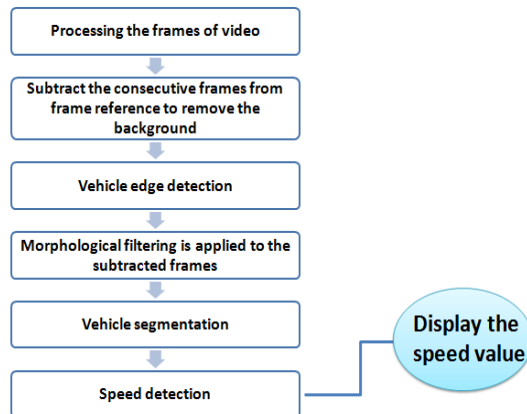 Processing the frames of video
Subtract the consecutive frames from
frame reference to remove the
background
Vehicle edge detection
Morphological filtering is applied to the
subtracted frames
Vehicle segmentation
Speed detection
Display the
speed value